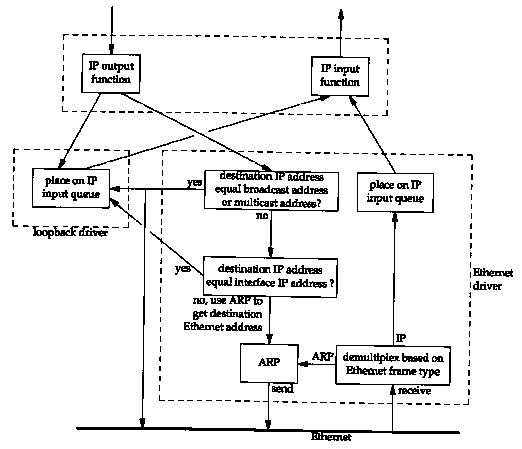 IP output
function
IP input
function
place on IP
input queue
loopback driver
yes
destination IP address
equal broadcast address
or multicast address?
no
place on IP
input queue
yes
destination IP address
equal interface IP address ?
Ethernet
driver
no, use ARP to
get destination
Ethernet address
IP
ARP
ARP
demultiplex based on
Ethernet frame type
send
receive
Ethernet